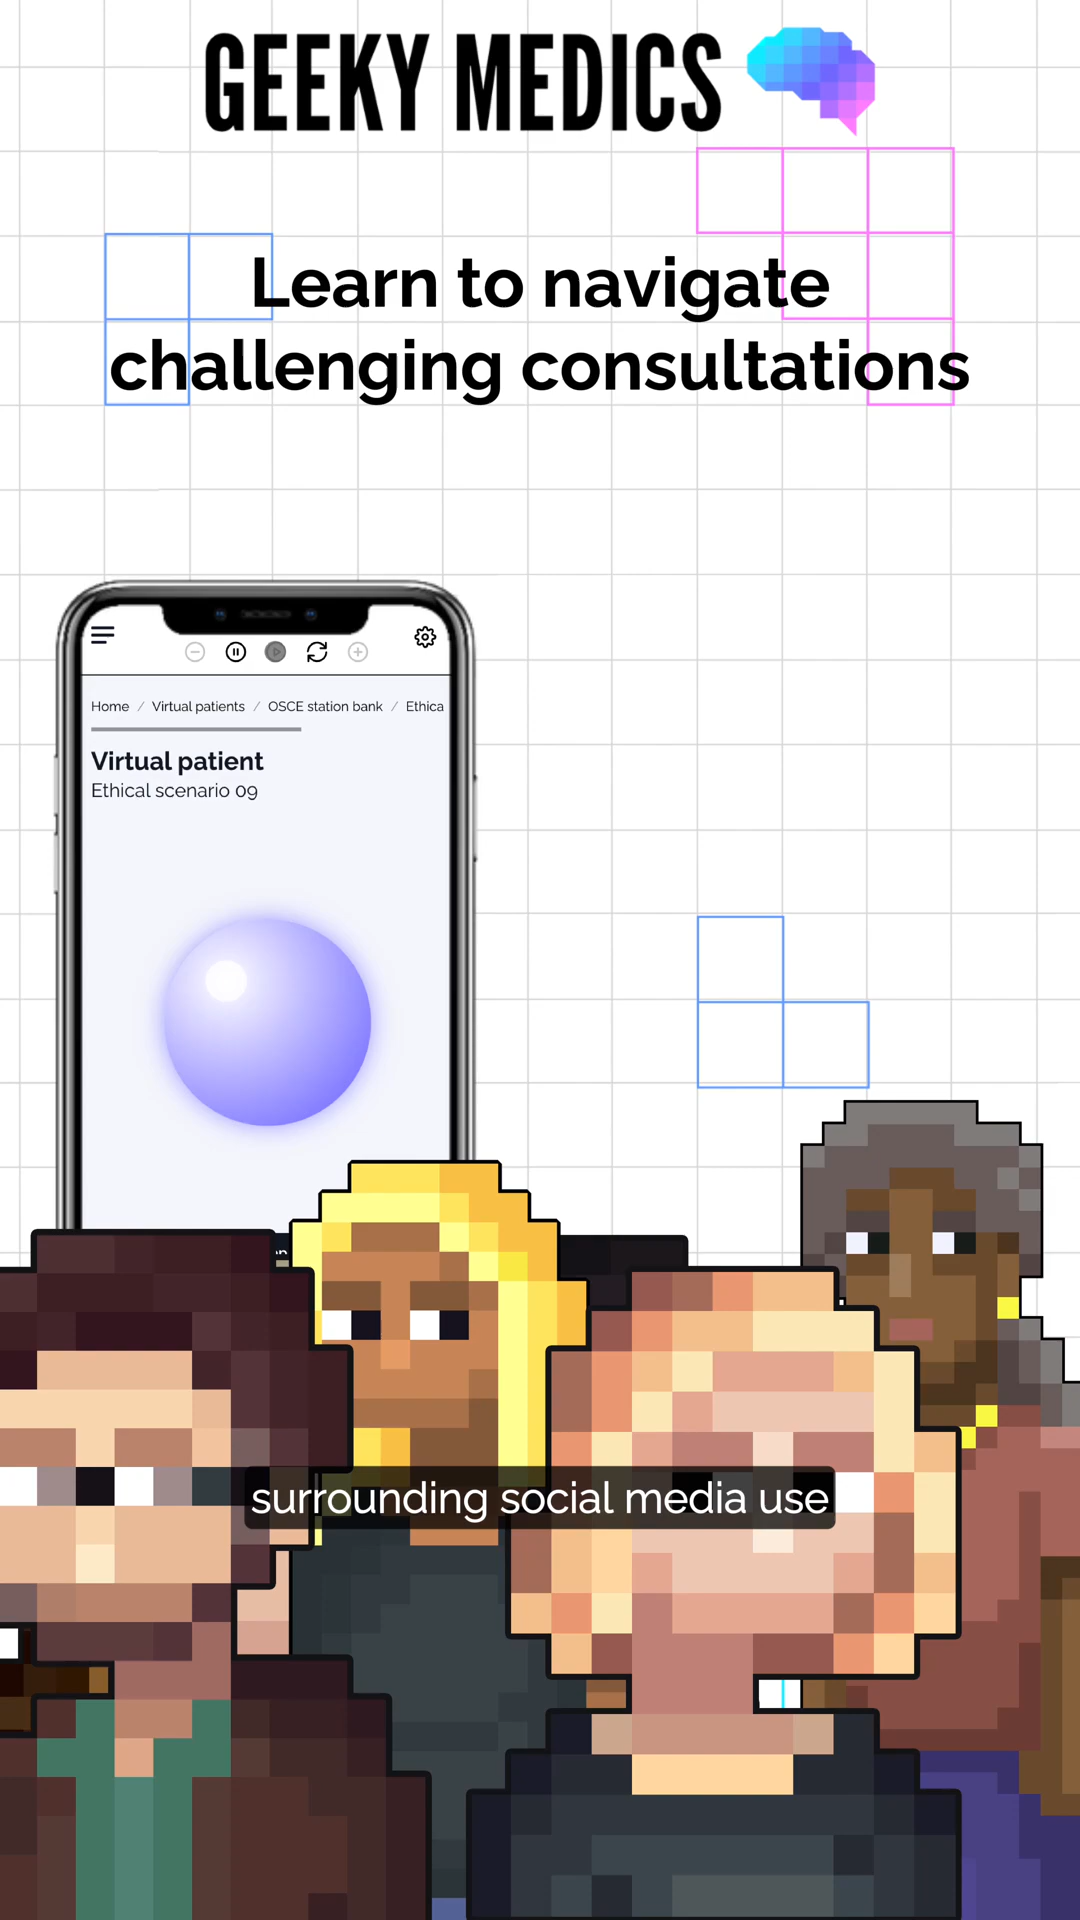 GEEKY MEDICS
Learn to navigate
challenging consultations
Home / Virtual patients / OSCE station bank / Ethica
Virtual patient
Ethical scenario 09
surrounding social media use